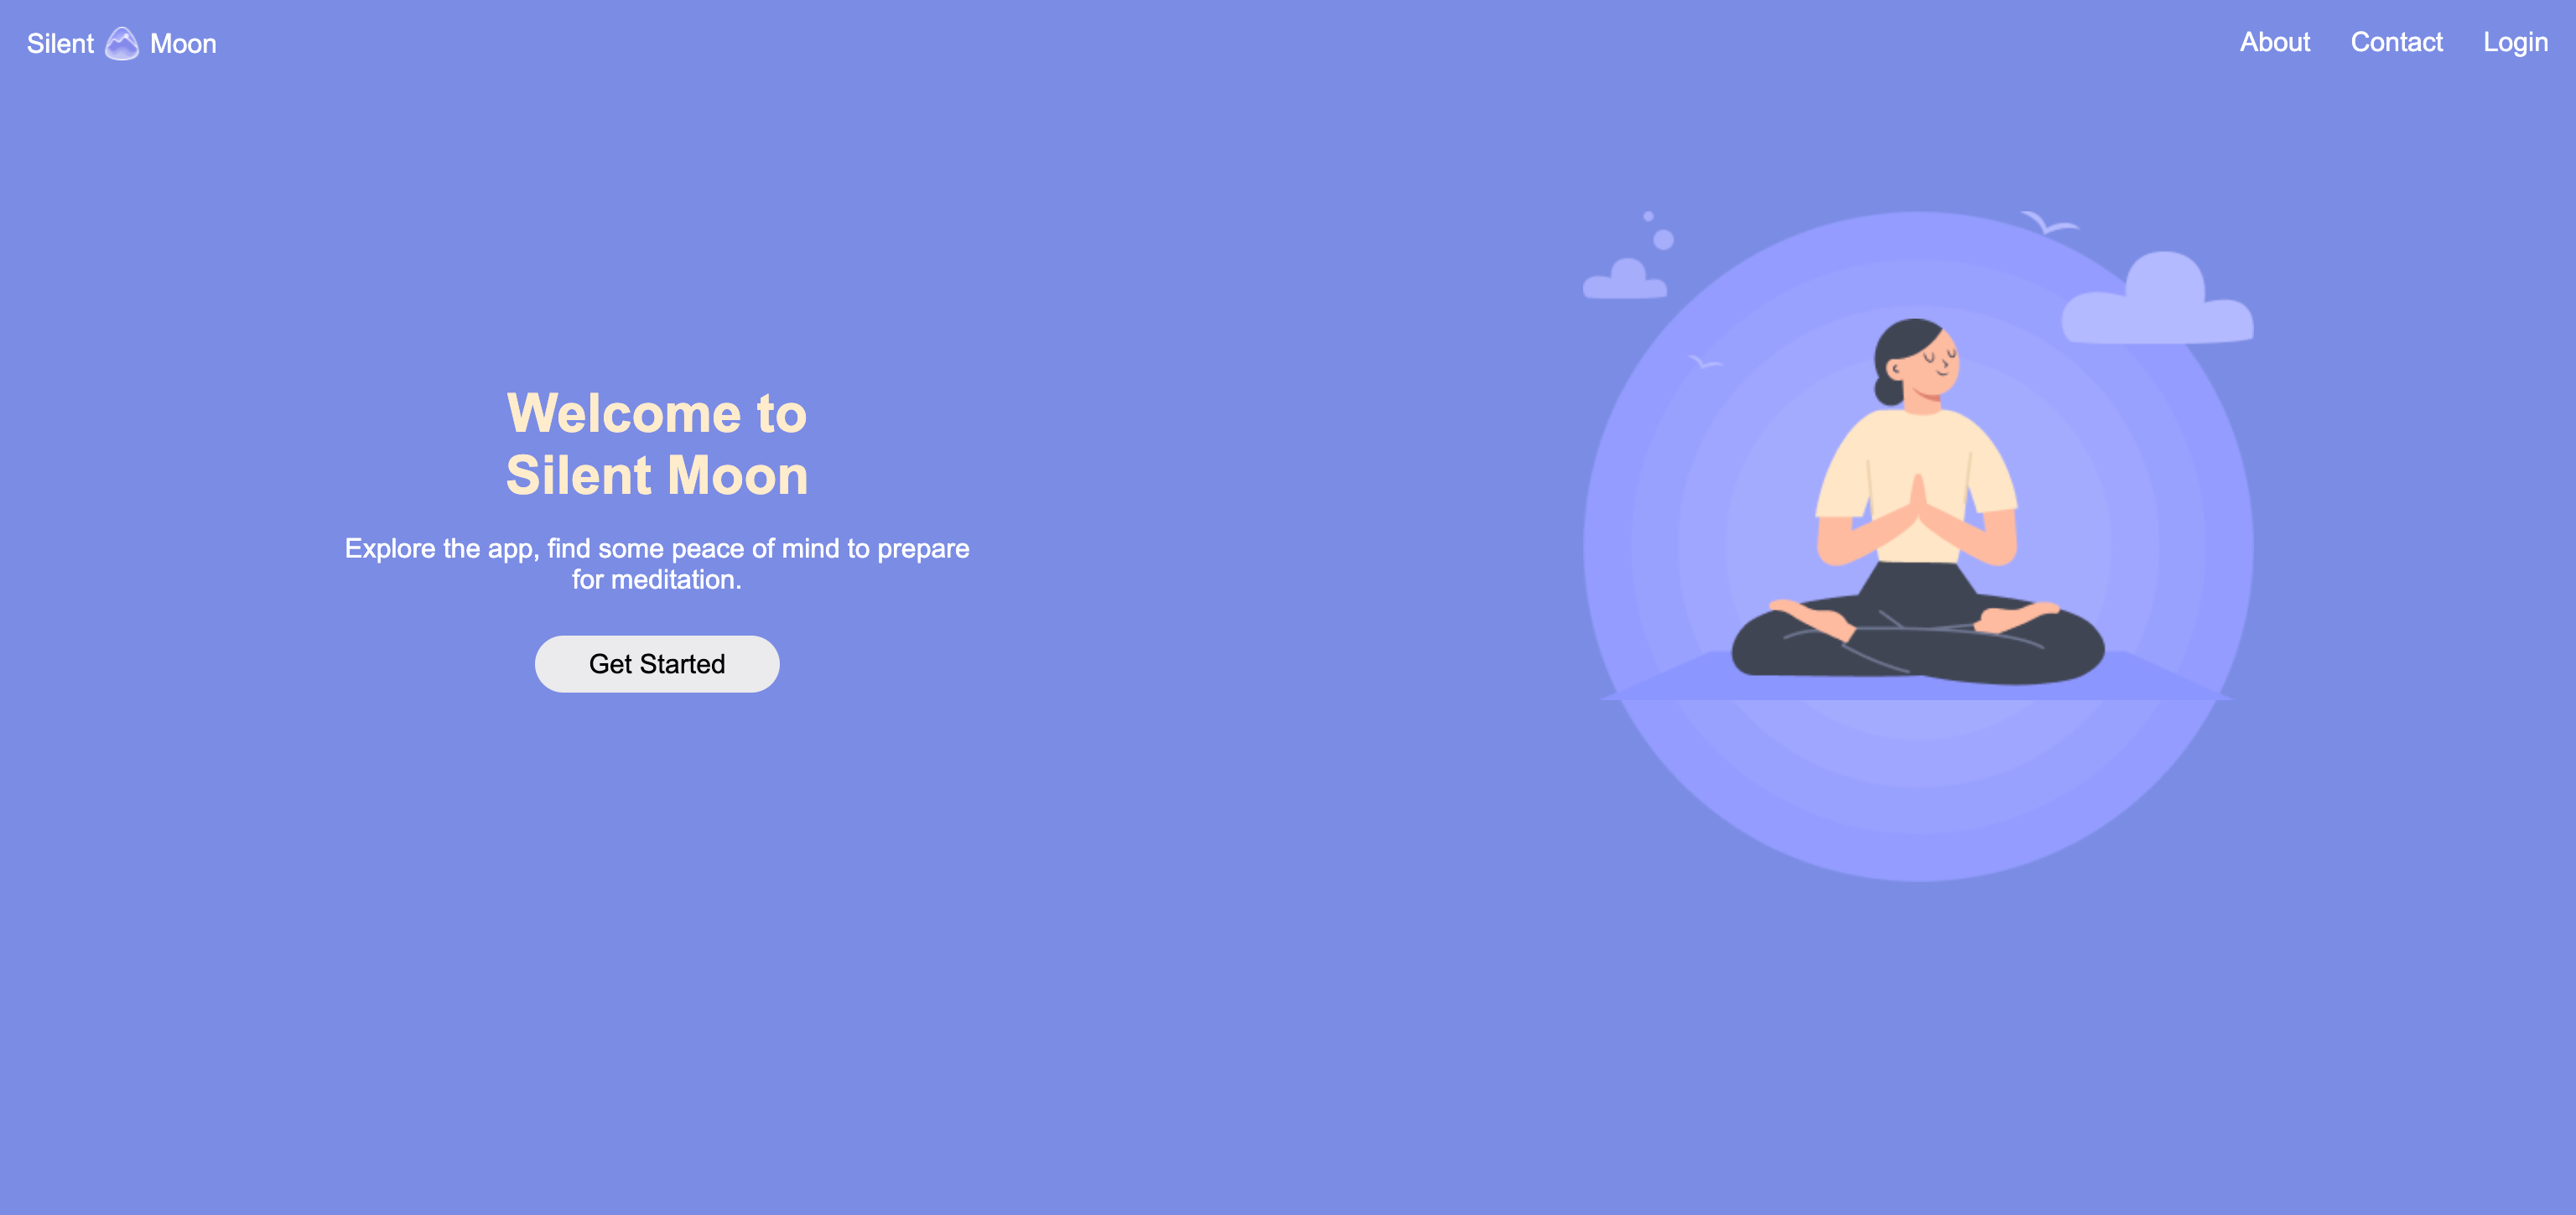 Silent Moon
About Contact Login
Welcome to
Silent Moon
Explore the app, find some peace of mind to prepare
for meditation.
Get Started